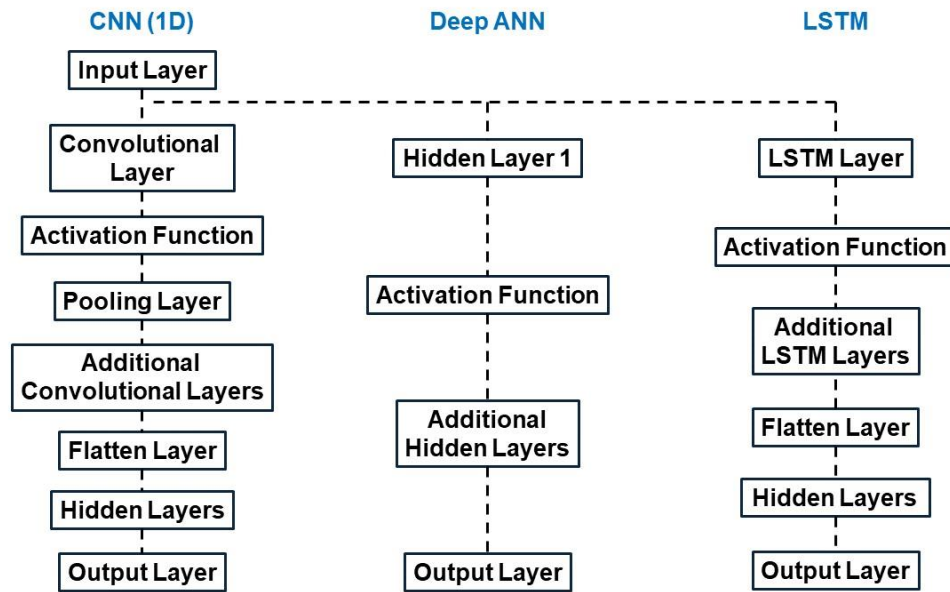 CNN (1D)
Deep ANN
LSTM
Input Layer
Convolutional
Layer
Activation Function
Pooling Layer
Additional
Convolutional Layers
Flatten Layer
Hidden Layers
Output Layer
Hidden Layer 1
Activation Function
Additional
Hidden Layers
Output Layer
LSTM Layer
Activation Function
Additional
LSTM Layers
Flatten Layer
Hidden Layers
Output Layer